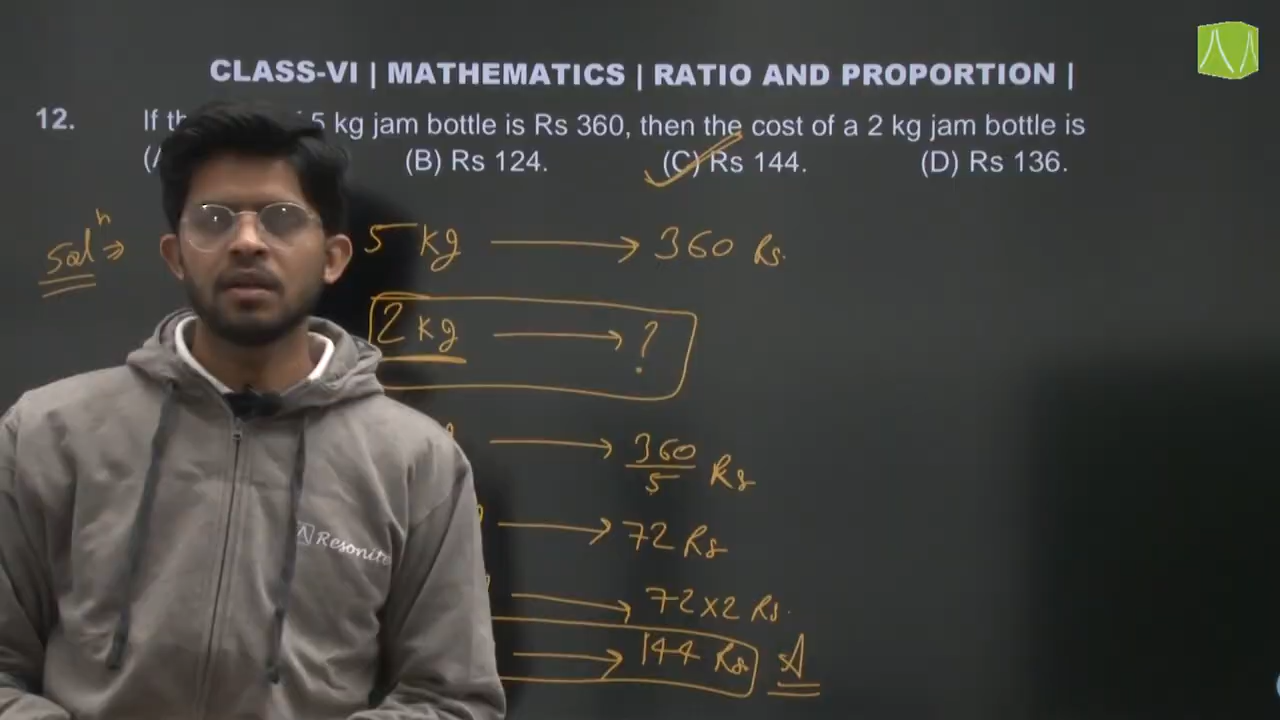 CLASS-VI | MATHEMATICS | RATIO AND PROPORTION |
12. If th 5 kg jam bottle is Rs 360, then the cost of a 2 kg jam bottle is
(B) Rs 124. (C) Rs 144. (D) Rs 136.
Solⁿ ⇒ 5 kg → 360 Rs.
2 kg → ?
→ 360/5 Rs
→ 72 Rs
→ 72×2 Rs.
→ 144 Rs A
Resonite